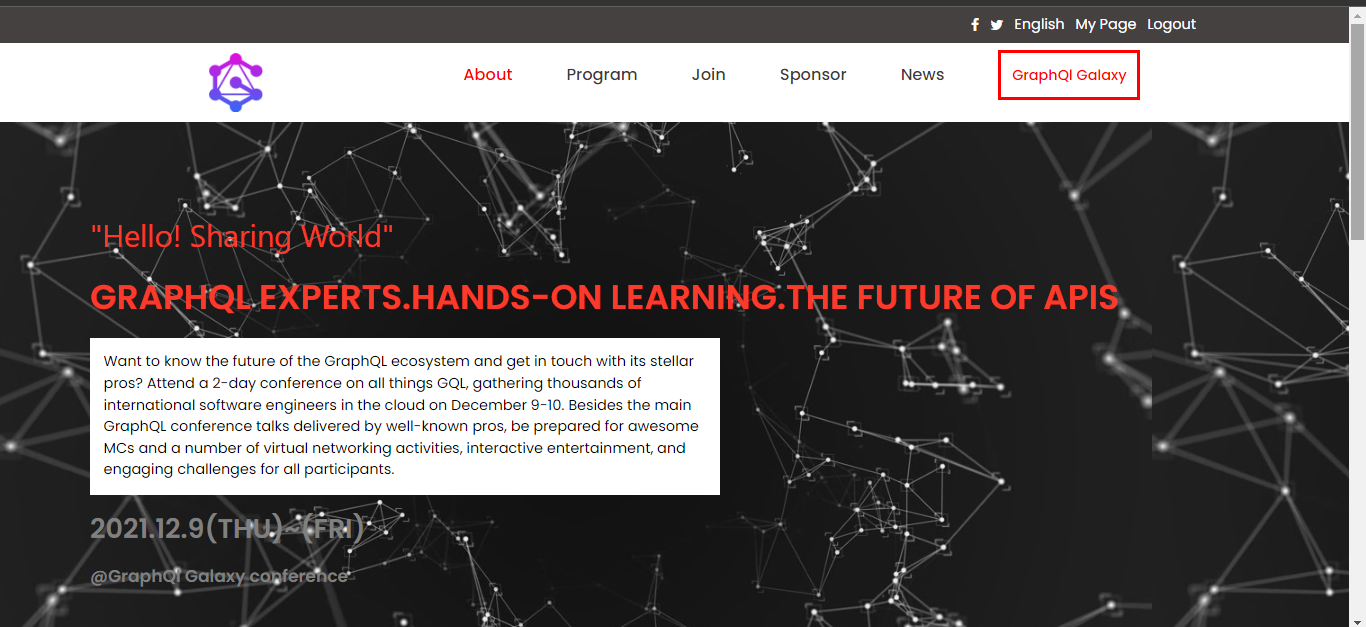 English My Page Logout
About Program Join Sponsor News GraphQl Galaxy
"Hello! Sharing World"
GRAPHQL EXPERTS.HANDS-ON LEARNING.THE FUTURE OF APIS
Want to know the future of the GraphQL ecosystem and get in touch with its stellar
pros? Attend a 2-day conference on all things GQL, gathering thousands of
international software engineers in the cloud on December 9-10. Besides the main
GraphQL conference talks delivered by well-known pros, be prepared for awesome
MCs and a number of virtual networking activities, interactive entertainment, and
engaging challenges for all participants.
2021.12.9(THU)~(FRI)
@GraphQl Galaxy conference